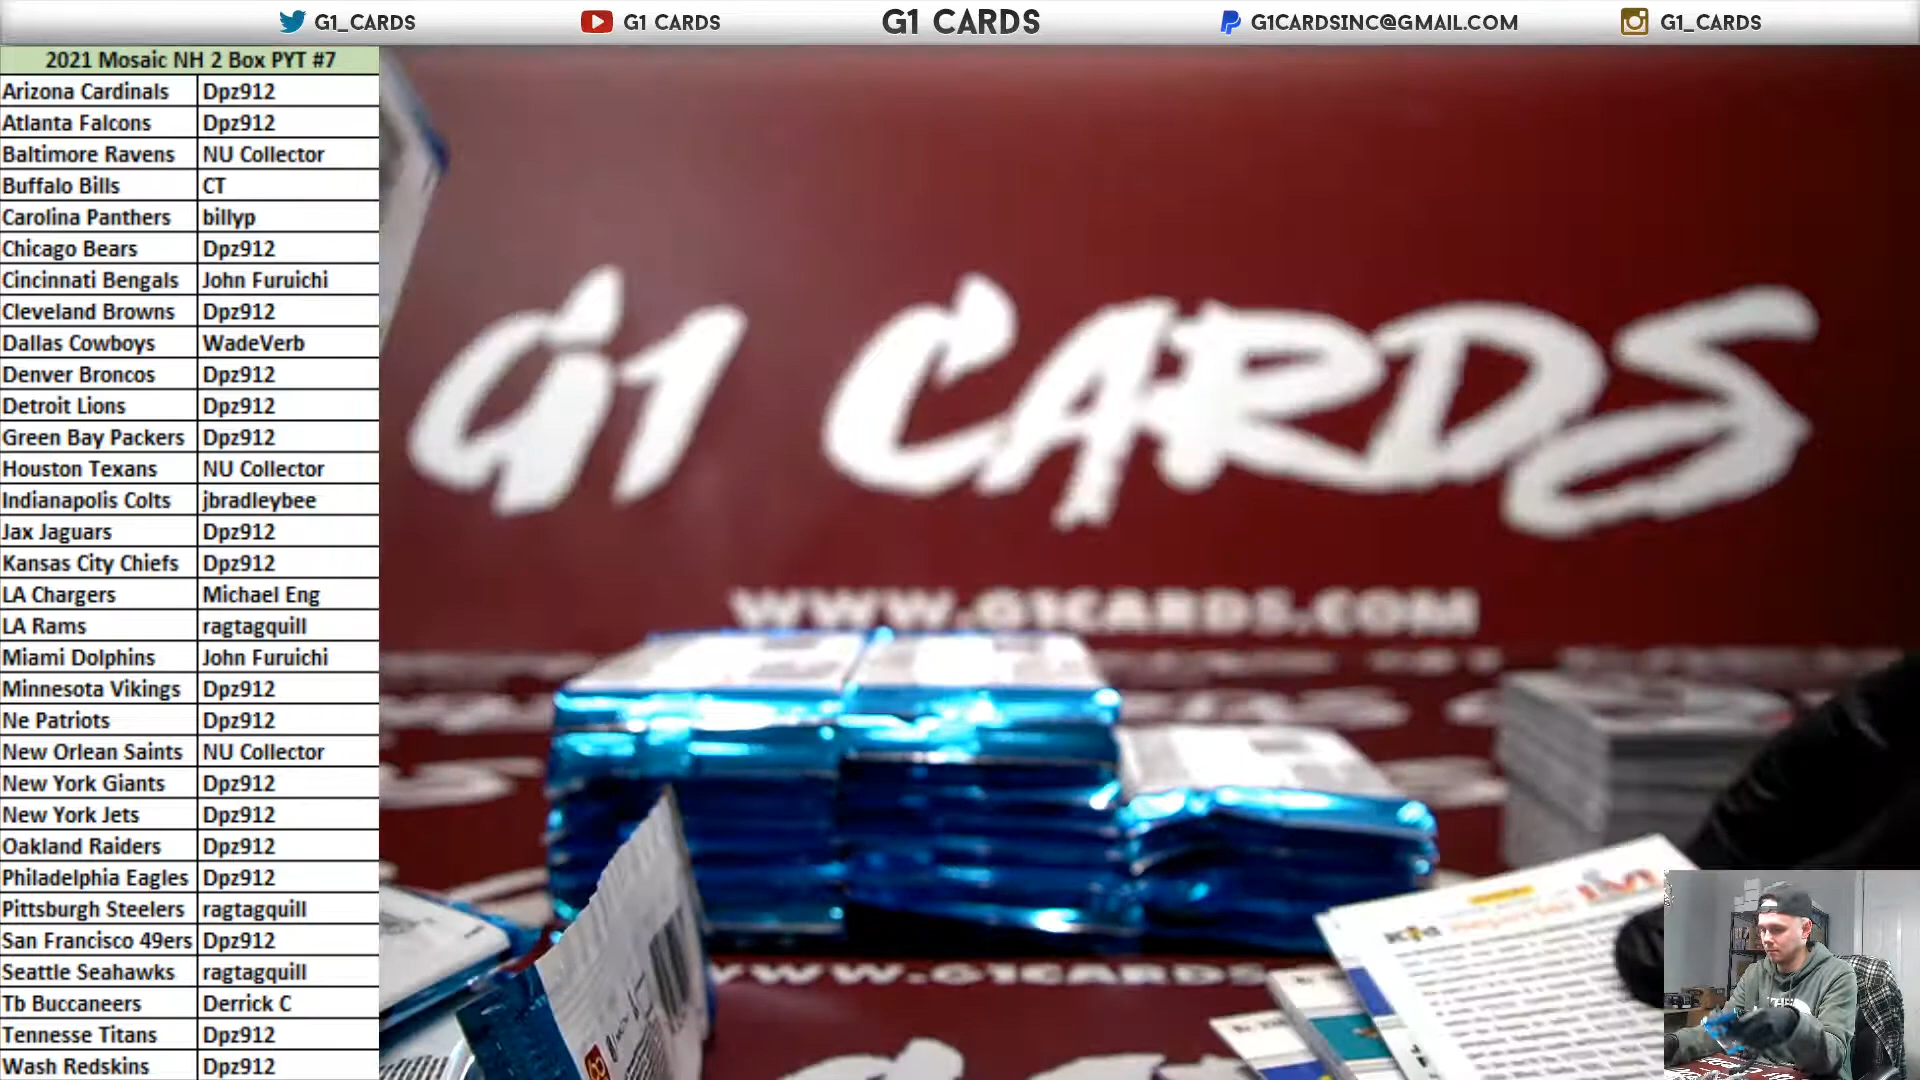 G1_CARDS
G1 CARDS
G1 CARDS
G1CARDSINC@GMAIL.COM
G1_CARDS
2021 Mosaic NH 2 Box PYT #7
Arizona Cardinals Dpz912
Atlanta Falcons Dpz912
Baltimore Ravens NU Collector
Buffalo Bills CT
Carolina Panthers billyp
Chicago Bears Dpz912
Cincinnati Bengals John Furuichi
Cleveland Browns Dpz912
Dallas Cowboys WadeVerb
Denver Broncos Dpz912
Detroit Lions Dpz912
Green Bay Packers Dpz912
Houston Texans NU Collector
Indianapolis Colts jbradleybee
Jax Jaguars Dpz912
Kansas City Chiefs Dpz912
LA Chargers Michael Eng
LA Rams ragtagquill
Miami Dolphins John Furuichi
Minnesota Vikings Dpz912
Ne Patriots Dpz912
New Orlean Saints NU Collector
New York Giants Dpz912
New York Jets Dpz912
Oakland Raiders Dpz912
Philadelphia Eagles Dpz912
Pittsburgh Steelers ragtagquill
San Francisco 49ers Dpz912
Seattle Seahawks ragtagquill
Tb Buccaneers Derrick C
Tennesse Titans Dpz912
Wash Redskins Dpz912
G1 CARDS
WWW.G1CARDS.COM
WWW.G1CARDS